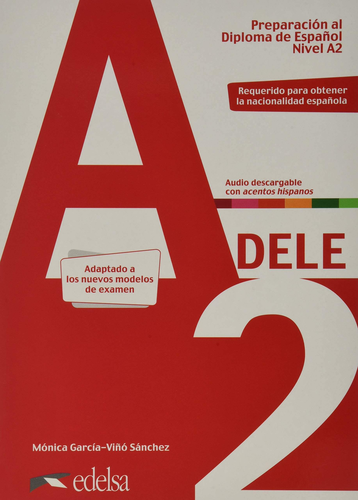 Preparación al
Diploma de Español
Nivel A2
Requerido para obtener
la nacionalidad española
Audio descargable
con acentos hispanos
A
DELE
Adaptado a
los nuevos modelos
de examen
2
Mónica García-Viñó Sánchez
edelsa